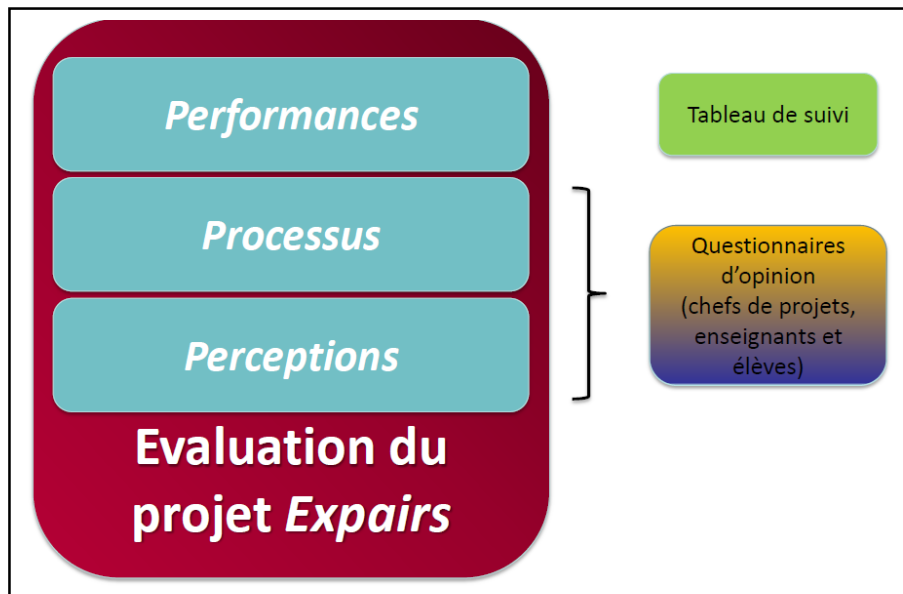 Performances
Tableau de suivi
Processus
Questionnaires
d’opinion
(chefs de projets,
enseignants et
élèves)
Perceptions
Evaluation du
projet Expairs